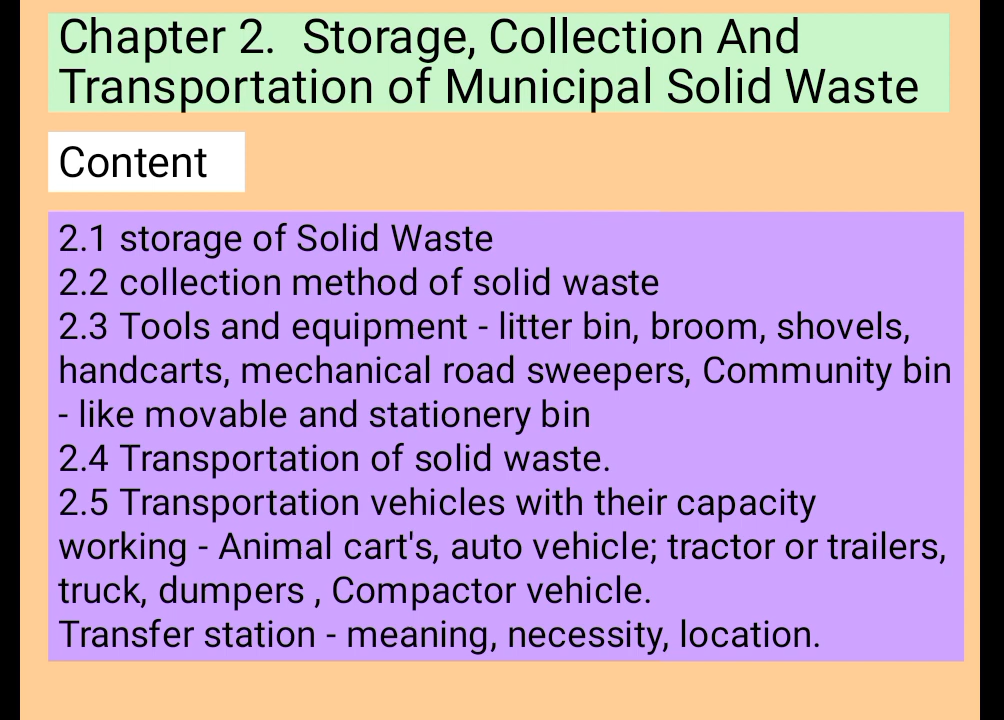 Chapter 2.  Storage, Collection And
Transportation of Municipal Solid Waste
Content
2.1 storage of Solid Waste
2.2 collection method of solid waste
2.3 Tools and equipment - litter bin, broom, shovels,
handcarts, mechanical road sweepers, Community bin
- like movable and stationery bin
2.4 Transportation of solid waste.
2.5 Transportation vehicles with their capacity
working - Animal cart's, auto vehicle; tractor or trailers,
truck, dumpers , Compactor vehicle.
Transfer station - meaning, necessity, location.